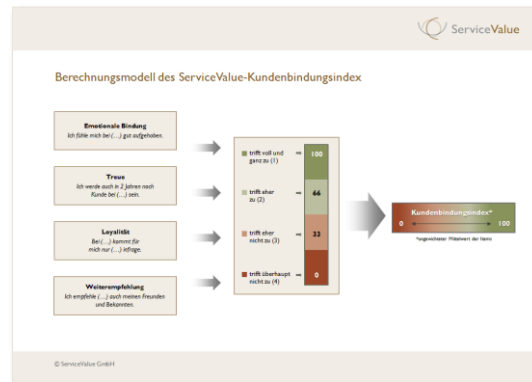 ServiceValue
Berechnungsmodell des ServiceValue-Kundenbindungsindex
Emotionale Bindung
Ich fühle mich bei (…) gut aufgehoben.
Treue
Ich werde auch in 2 Jahren noch
Kunde bei (…) sein.
Loyalität
Bei (…) kommt für
mich nur (…) infrage.
Weiterempfehlung
Ich empfehle (…) auch meinen Freunden
und Bekannten.
trifft voll und
ganz zu (1)
100
trifft eher
zu (2)
66
trifft eher
nicht zu (3)
33
trifft überhaupt
nicht zu (4)
0
Kundenbindungsindex*
0
100
*ungewichteter Mittelwert der Items
© ServiceValue GmbH